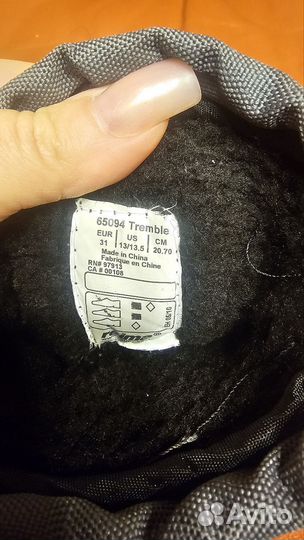 65094 Tremble
EUR US CM
31 13/13.5 20.70
Made in China
Fabrique en Chine
RN# 97913
CA # 00108
Avito